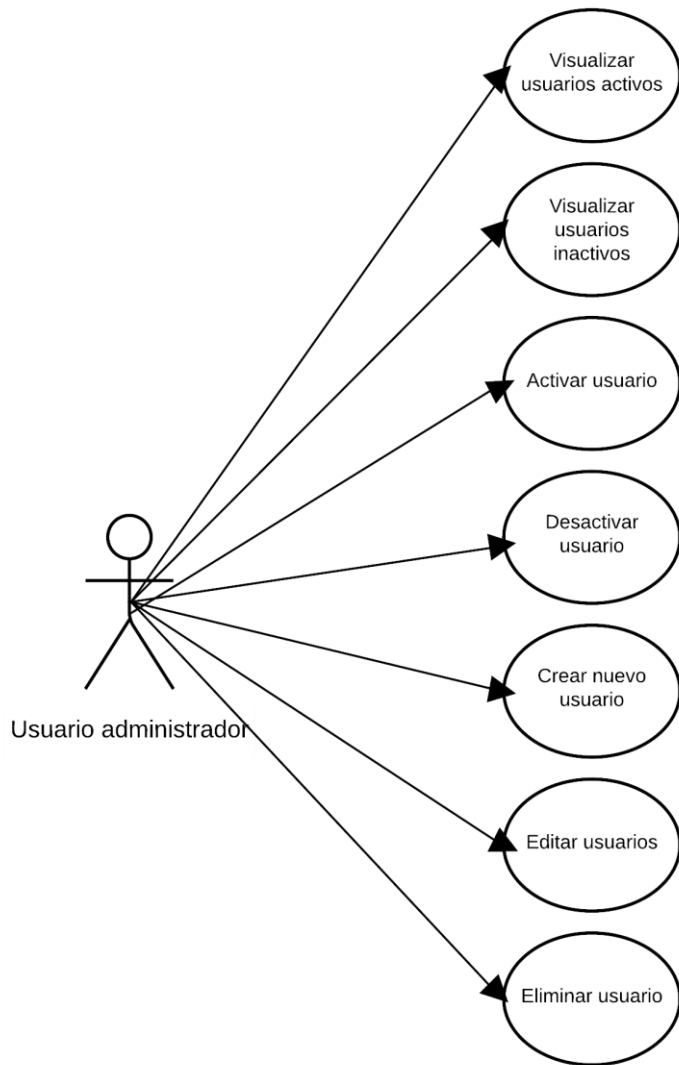 Visualizar
usuarios activos
Visualizar
usuarios
inactivos
Activar usuario
Desactivar
usuario
Crear nuevo
usuario
Usuario administrador
Editar usuarios
Eliminar usuario